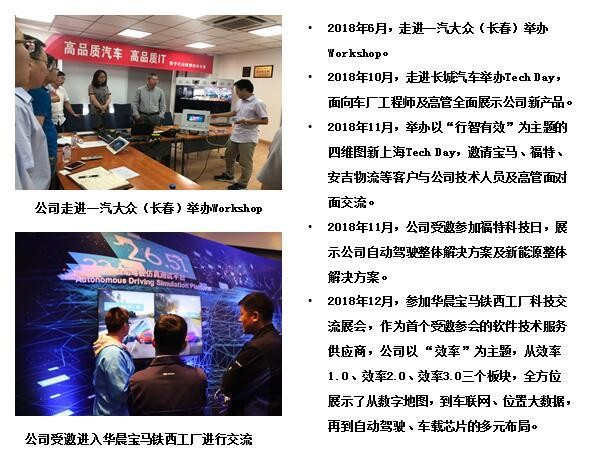 高品质汽车 高品质IT
公司走进一汽大众（长春）举办Workshop
26.5
自动驾驶仿真测试平台
Autonomous Driving Simulation
公司受邀进入华晨宝马铁西工厂进行交流
• 2018年6月，走进一汽大众（长春）举办
Workshop。
• 2018年10月，走进长城汽车举办Tech Day，
面向车厂工程师及高管全面展示公司新产品。
• 2018年11月，举办以“行智有效”为主题的
四维图新上海Tech Day，邀请宝马、福特、
安吉物流等客户与公司技术人员及高管面对
面交流。
• 2018年11月，公司受邀参加福特科技日，展
示公司自动驾驶整体解决方案及新能源整体
解决方案。
• 2018年12月，参加华晨宝马铁西工厂科技交
流展会，作为首个受邀参会的软件技术服务
供应商，公司以 “效率”为主题，从效率
1.0、效率2.0、效率3.0三个板块，全方位
展示了从数字地图，到车联网、位置大数据，
再到自动驾驶、车载芯片的多元布局。